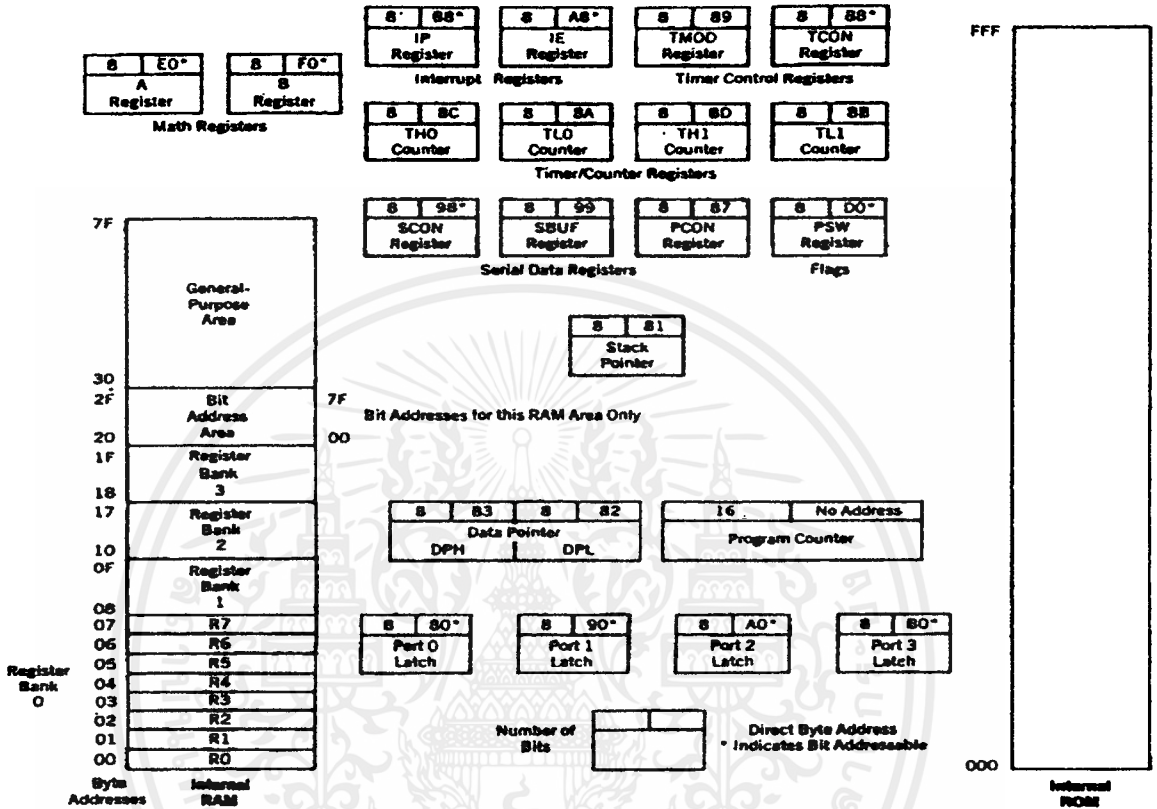 8 B8* 8 A8* 8 89 8 88*
IP Register IE Register TMOD Register TCON Register
Interrupt Registers Timer Control Registers
8 E0* 8 F0*
A Register B Register
Math Registers
8 8C 8 8A 8 8D 8 8B
TH0 Counter TL0 Counter TH1 Counter TL1 Counter
Timer/Counter Registers
8 98* 8 99 8 87 8 D0*
SCON Register SBUF Register PCON Register PSW Register
Serial Data Registers Flags
8 81
Stack Pointer
7F
General-
Purpose
Area
30
2F Bit 7F
Address
Area
20 00
Bit Addresses for this RAM Area Only
1F Register
Bank
3
18
17 Register
Bank
2
10
0F Register
Bank
1
08
07 R7
06 R6
05 R5
04 R4
03 R3
02 R2
01 R1
00 R0
Register
Bank
0
Byte
Addresses
Internal
RAM
8 83 8 82
Data Pointer
DPH DPL
16 No Address
Program Counter
8 80* 8 90* 8 A0* 8 B0*
Port 0 Latch Port 1 Latch Port 2 Latch Port 3 Latch
Number of
Bits
Direct Byte Address
* Indicates Bit Addressable
FFF
000
Internal
ROM